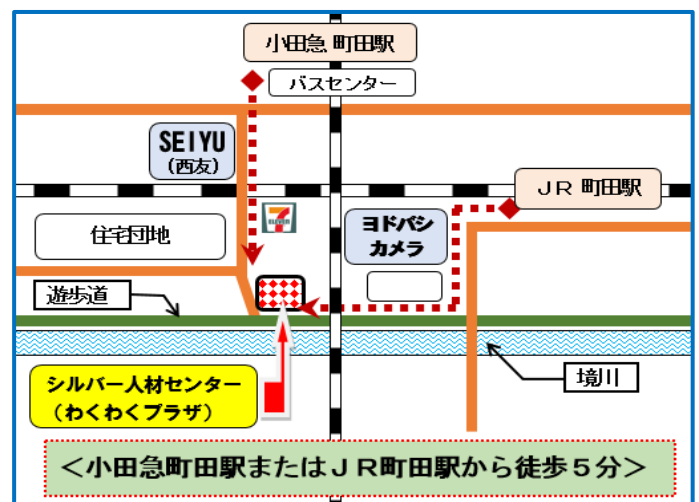 小田急 町田駅
バスセンター
SEIYU
(西友)
JR 町田駅
7
ELEVEN
ヨドバシ
カメラ
住宅団地
遊歩道
境川
シルバー人材センター
(わくわくプラザ)
<小田急町田駅またはJR町田駅から徒歩5分>